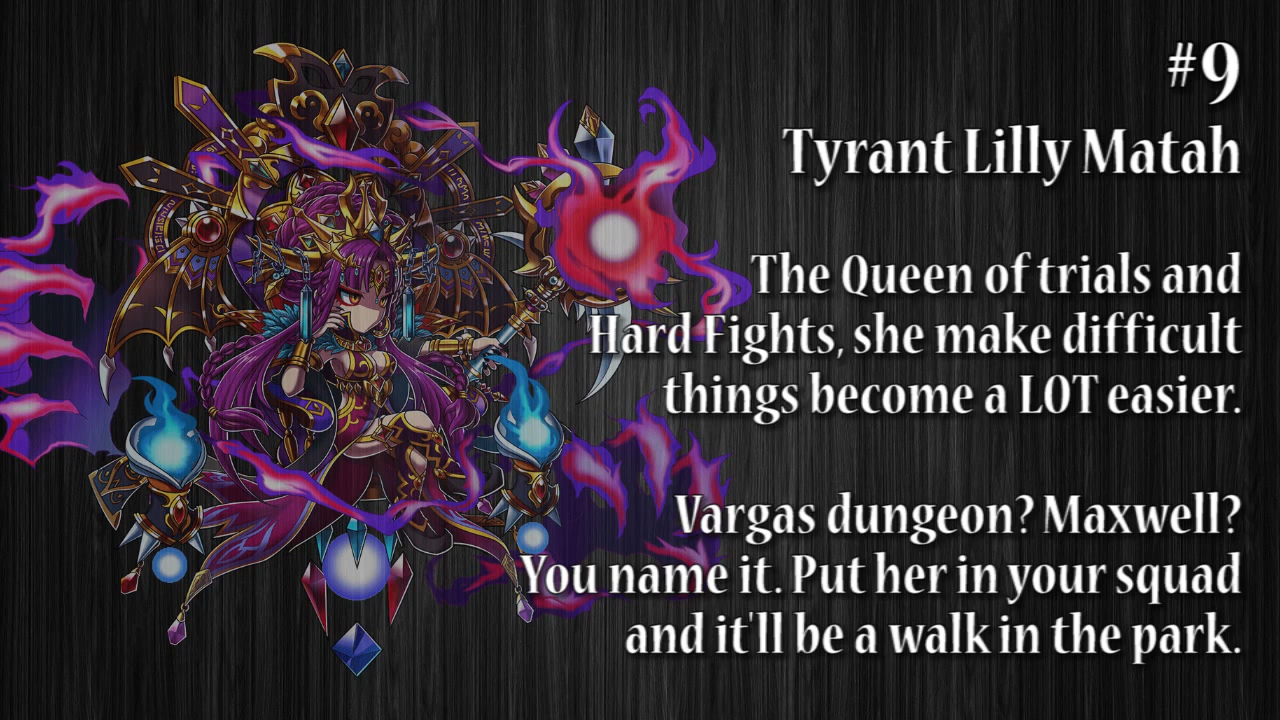 #9
Tyrant Lilly Matah
The Queen of trials and
Hard Fights, she make difficult
things become a LOT easier.
Vargas dungeon? Maxwell?
You name it. Put her in your squad
and it'll be a walk in the park.